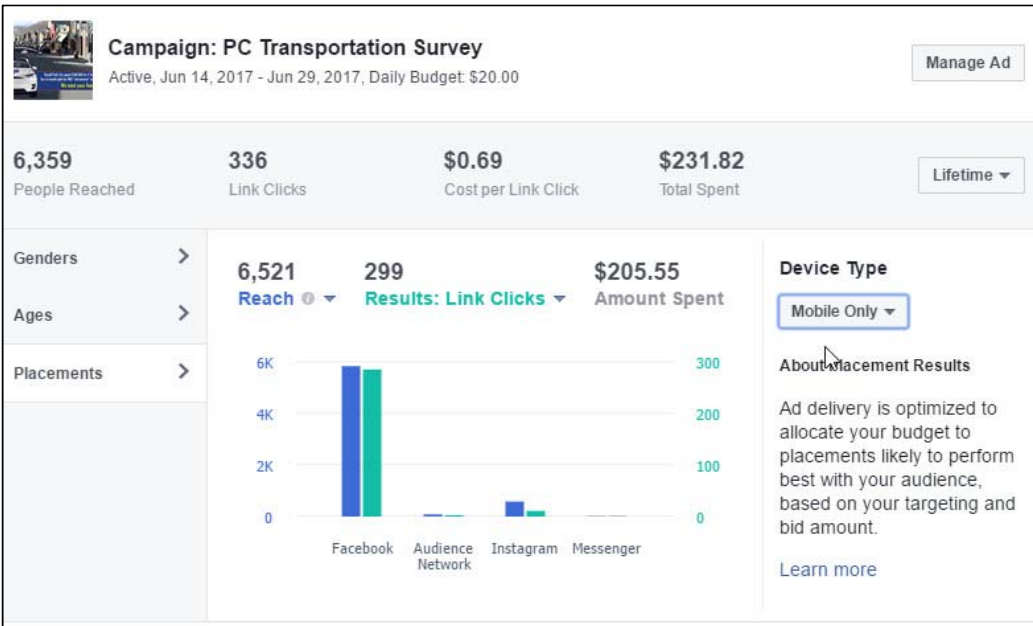 Campaign: PC Transportation Survey
Active, Jun 14, 2017 - Jun 29, 2017, Daily Budget: $20.00
Manage Ad
6,359
People Reached
336
Link Clicks
$0.69
Cost per Link Click
$231.82
Total Spent
Lifetime
Genders
Ages
Placements
6,521
Reach
299
Results: Link Clicks
$205.55
Amount Spent
6K
4K
2K
0
300
200
100
0
Facebook
Audience
Network
Instagram
Messenger
Device Type
Mobile Only
About Placement Results
Ad delivery is optimized to
allocate your budget to
placements likely to perform
best with your audience,
based on your targeting and
bid amount.
Learn more